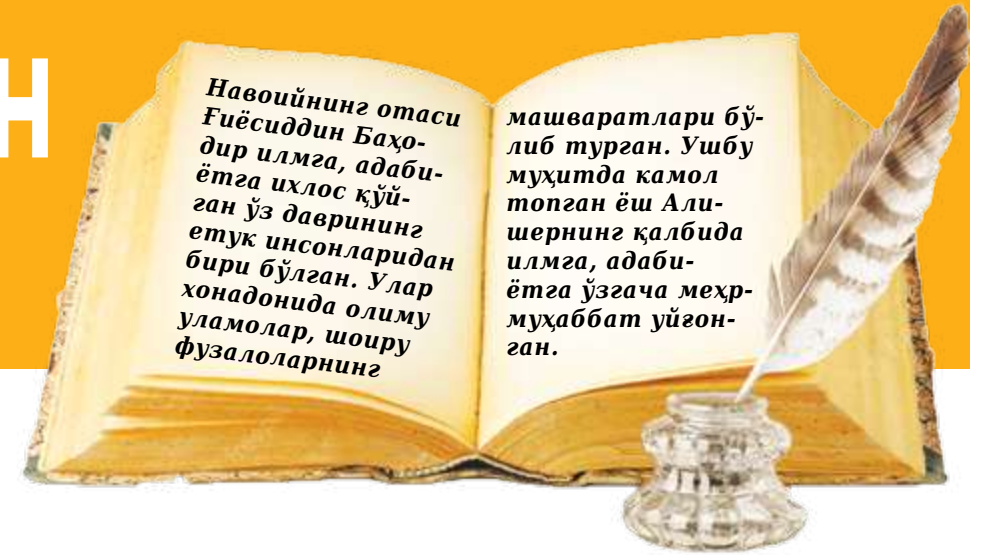 Н
Навоийнинг отаси
Ғиёсиддин Баҳо-
дир илмга, адаби-
ётга ихлос қўй-
ган ўз даврининг
етук инсонларидан
бири бўлган. Улар
хонадонида олиму
уламолар, шоиру
фузалоларнинг
машваратлари бў-
либ турган. Ушбу
муҳитда камол
топган ёш Али-
шернинг қалбида
илмга, адаби-
ётга ўзгача меҳр-
муҳаббат уйғон-
ган.